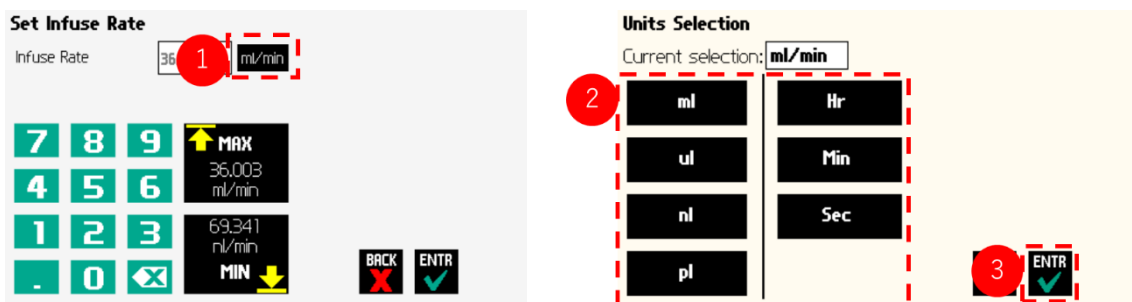 Set Infuse Rate
Infuse Rate
36
1
ml/min
7 8 9
MAX
36.003
ml/min
4 5 6
1 2 3
69.341
nl/min
MIN
. 0
BACK
ENTR
Units Selection
Current selection: ml/min
2
ml
Hr
ul
Min
nl
Sec
pl
3
ENTR